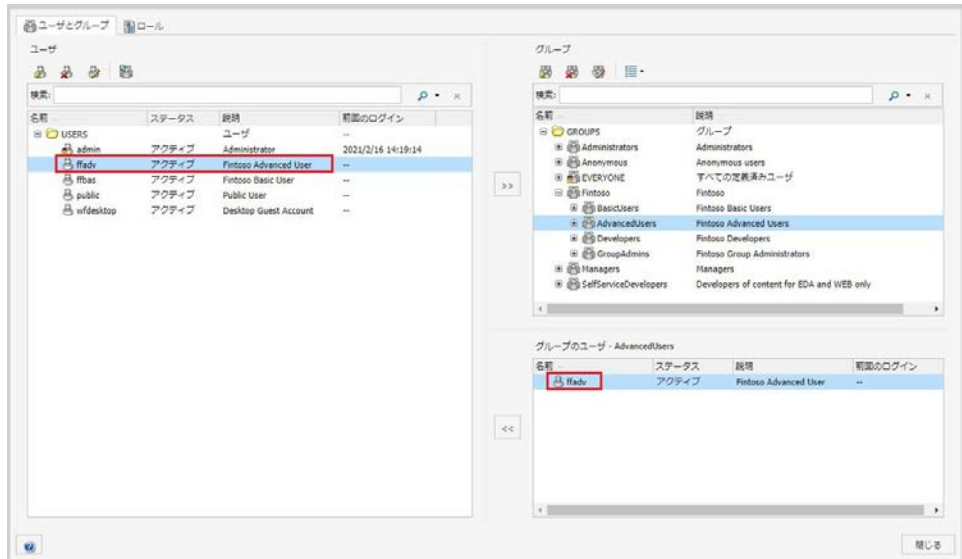 ユーザとグループ ロール
ユーザ
検索:
名前 ステータス 説明 前回のログイン
USERS ユーザ --
admin アクティブ Administrator 2021/2/16 14:19:14
ffadv アクティブ Fintoso Advanced User --
ffbas アクティブ Fintoso Basic User --
public アクティブ Public User --
wfdesktop アクティブ Desktop Guest Account --
>>
<<
グループ
検索:
名前 説明
GROUPS グループ
Administrators Administrators
Anonymous Anonymous users
EVERYONE すべての定義済みユーザ
Fintoso Fintoso
BasicUsers Fintoso Basic Users
AdvancedUsers Fintoso Advanced Users
Developers Fintoso Developers
GroupAdmins Fintoso Group Administrators
Managers Managers
SelfServiceDevelopers Developers of content for EDA and WEB only
グループのユーザ - AdvancedUsers
名前 ステータス 説明 前回のログイン
ffadv アクティブ Fintoso Advanced User --
閉じる